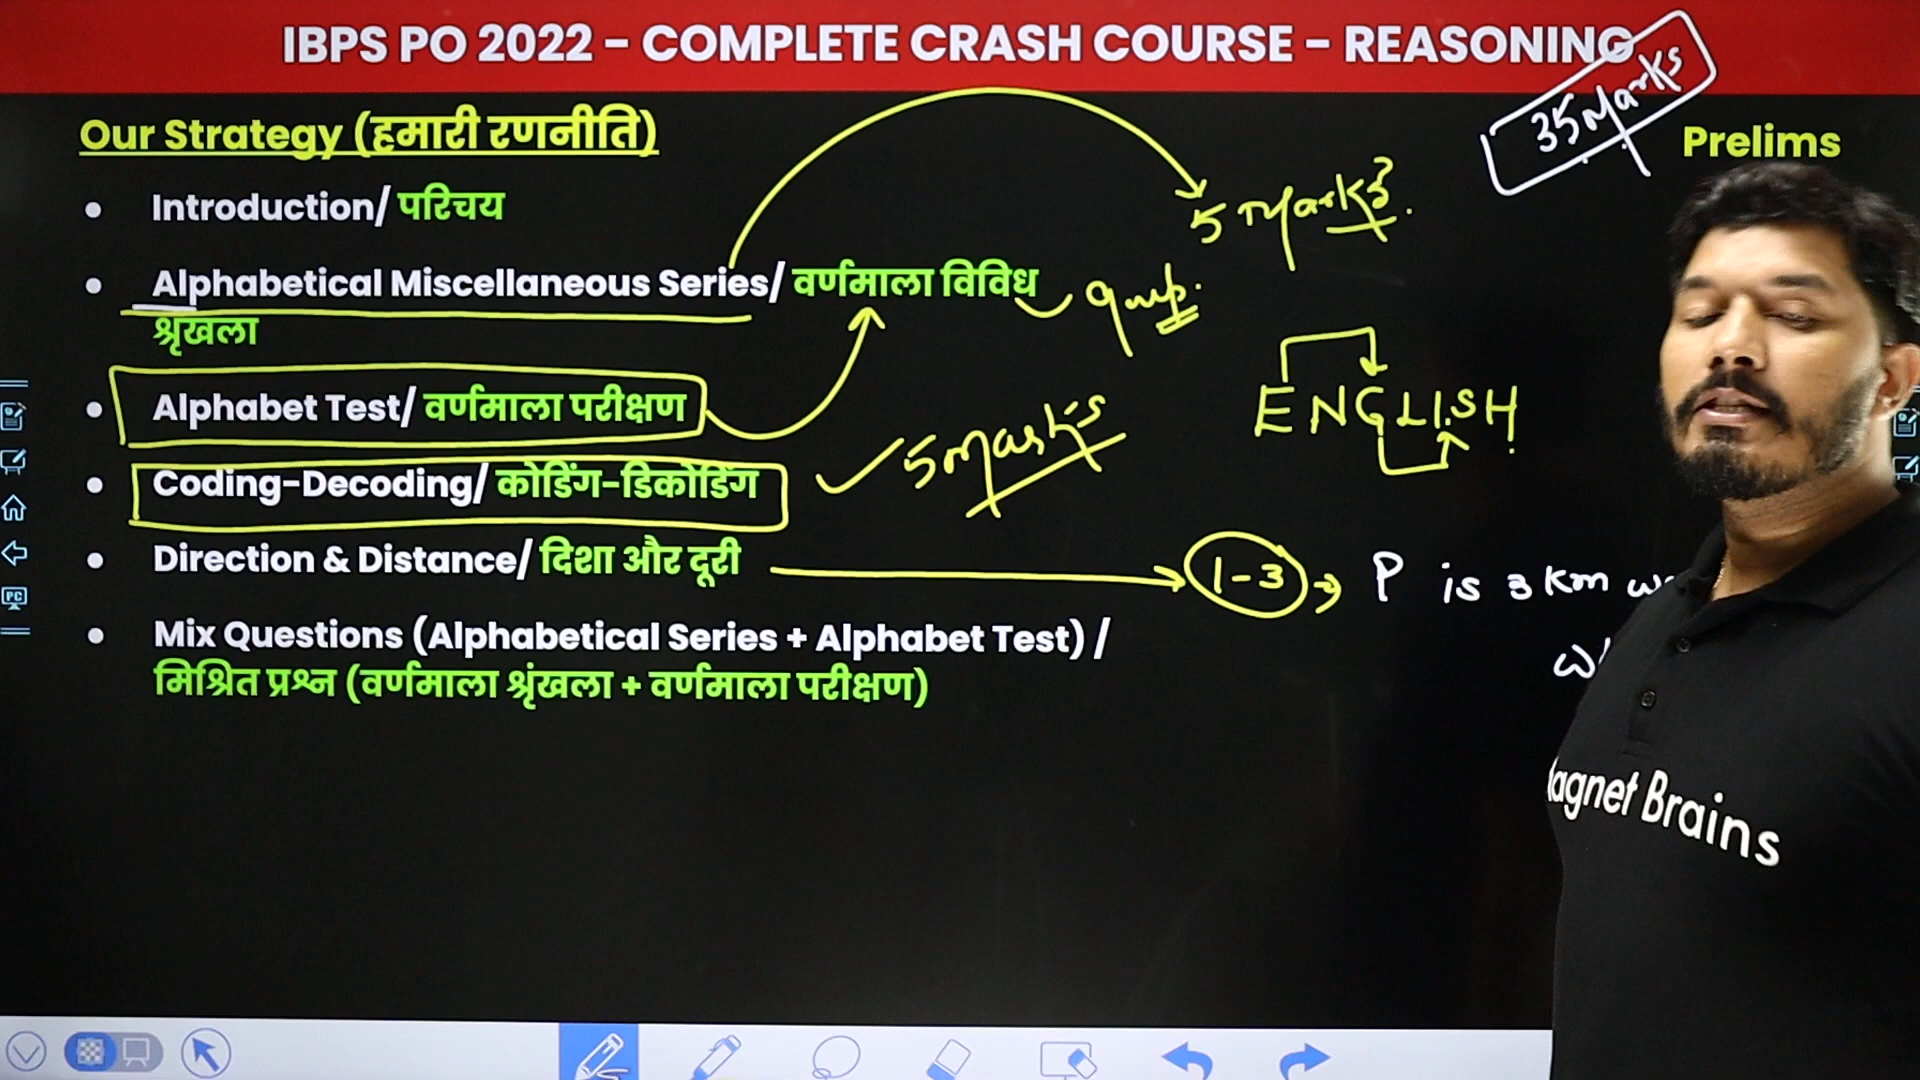 IBPS PO 2022 - COMPLETE CRASH COURSE - REASONING
35 Marks
Our Strategy (हमारी रणनीति)
Prelims
• Introduction/ परिचय
5 Marks
• Alphabetical Miscellaneous Series/ वर्णमाला विविध
श्रृंखला
• Alphabet Test/ वर्णमाला परीक्षण
ENGLISH
• Coding-Decoding/ कोडिंग-डिकोडिंग
5 Marks
• Direction & Distance/ दिशा और दूरी
1-3
P is 3 Km
• Mix Questions (Alphabetical Series + Alphabet Test) /
मिश्रित प्रश्न (वर्णमाला श्रृंखला + वर्णमाला परीक्षण)
agnet Brains
PC